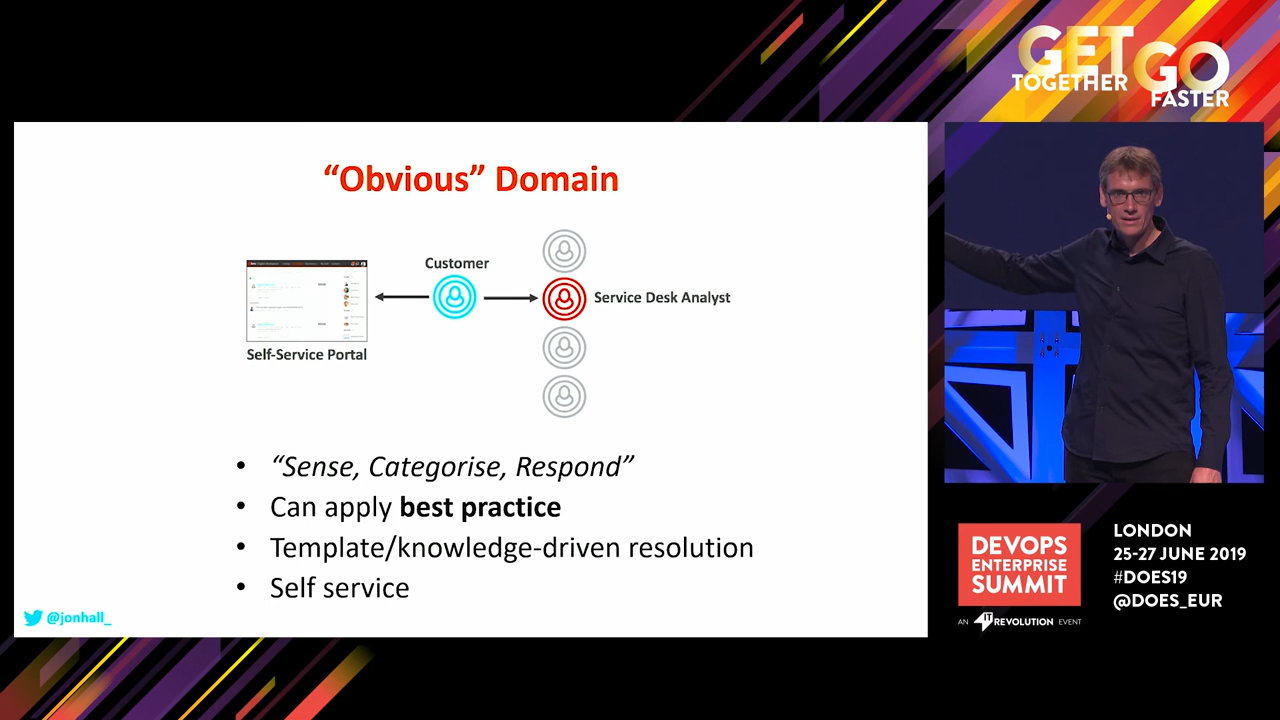 GET
TOGETHER
GO
FASTER
“Obvious” Domain
Customer
Service Desk Analyst
Self-Service Portal
• “Sense, Categorise, Respond”
• Can apply best practice
• Template/knowledge-driven resolution
• Self service
@jonhall_
DEVOPS
ENTERPRISE
SUMMIT
AN IT REVOLUTION EVENT
LONDON
25-27 JUNE 2019
#DOES19
@DOES_EUR